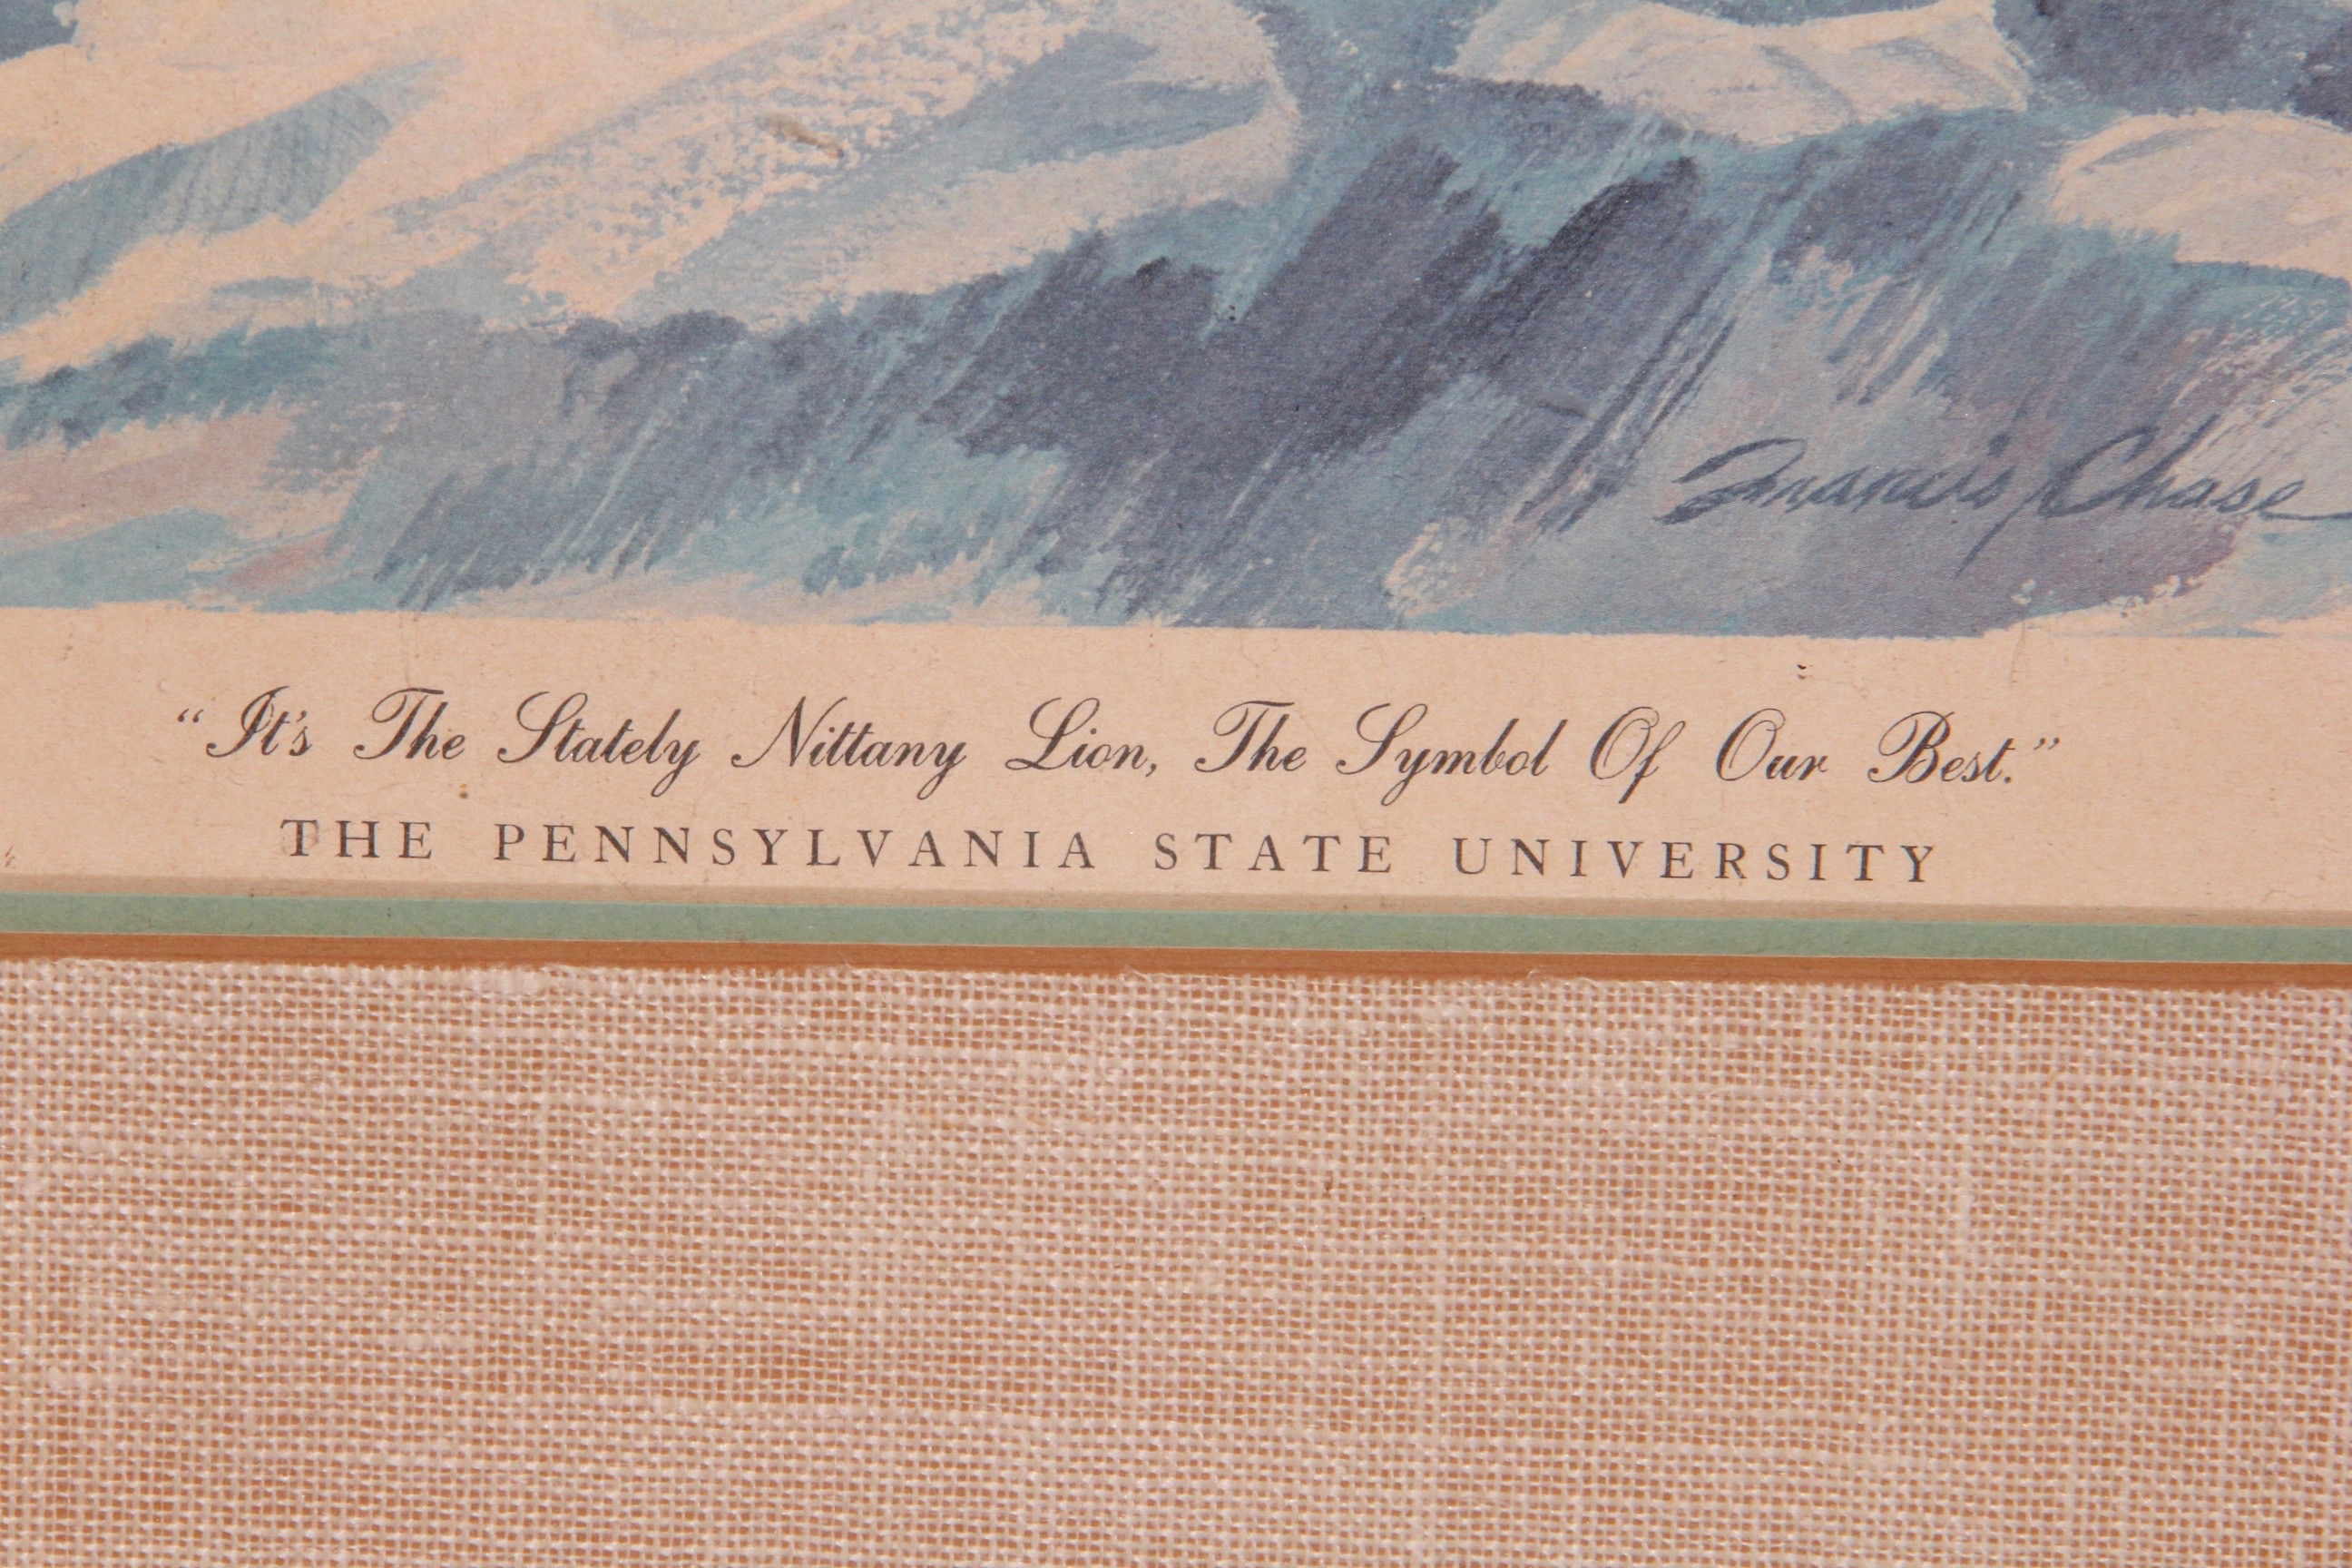 Francis Chase
“It's The Stately Nittany Lion, The Symbol Of Our Best.”
THE PENNSYLVANIA STATE UNIVERSITY